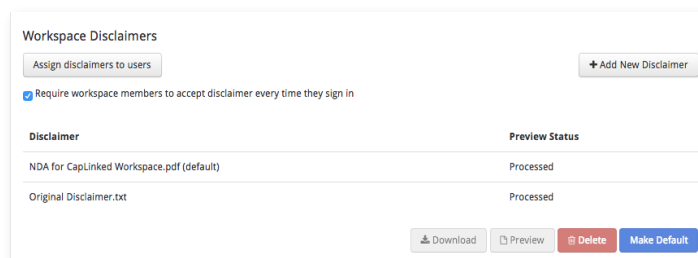 Workspace Disclaimers
Assign disclaimers to users
+ Add New Disclaimer
Require workspace members to accept disclaimer every time they sign in
Disclaimer Preview Status
NDA for CapLinked Workspace.pdf (default) Processed
Original Disclaimer.txt Processed
Download Preview Delete Make Default